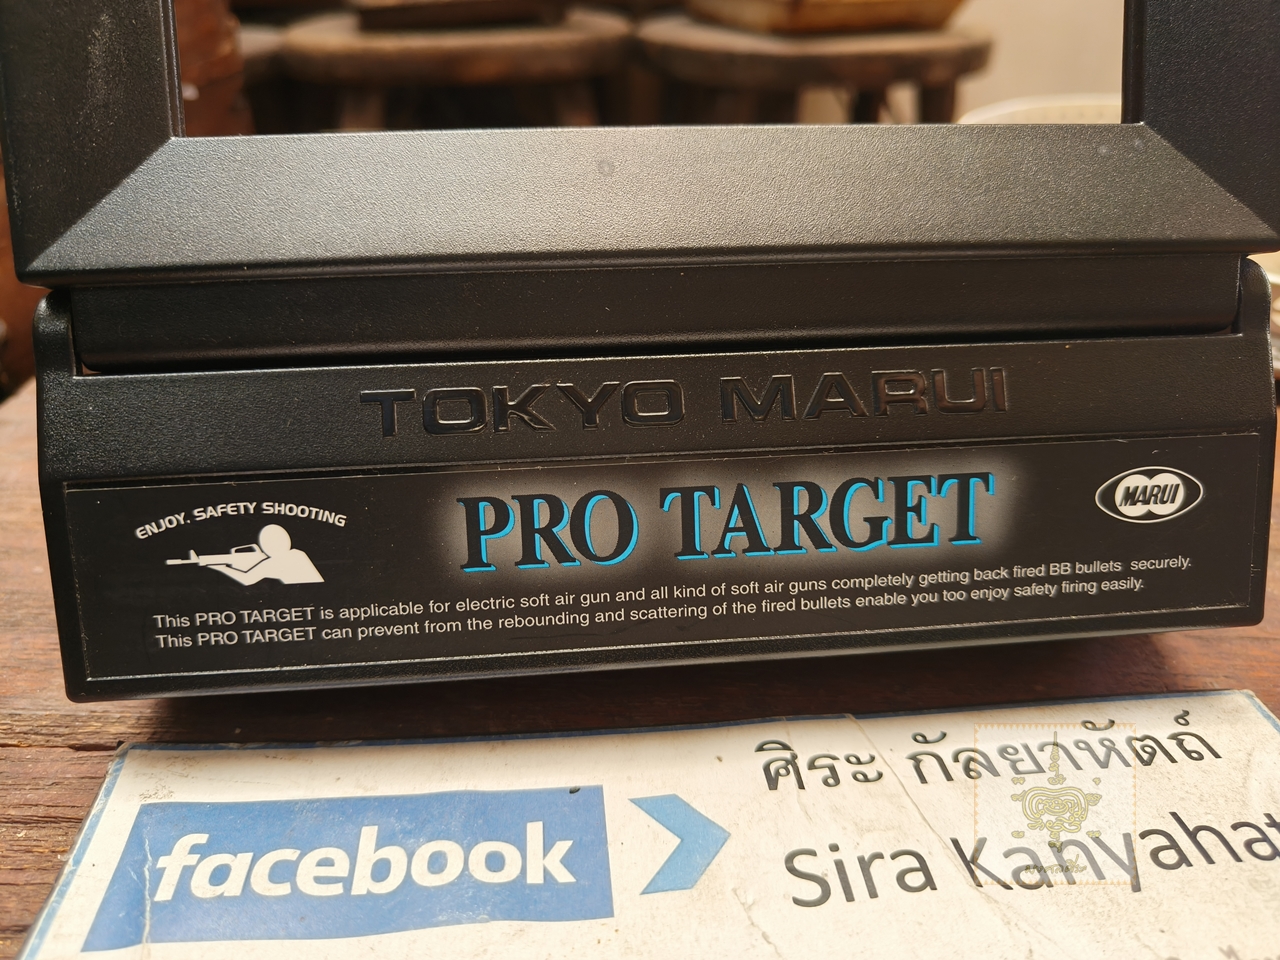 TOKYO MARUI
ENJOY. SAFETY SHOOTING
PRO TARGET
MARUI
This PRO TARGET is applicable for electric soft air gun and all kind of soft air guns completely getting back fired BB bullets securely.
This PRO TARGET can prevent from the rebounding and scattering of the fired bullets enable you too enjoy safety firing easily.
ศิระ กัลยาหัตถ์
facebook
Sira Kanyahat